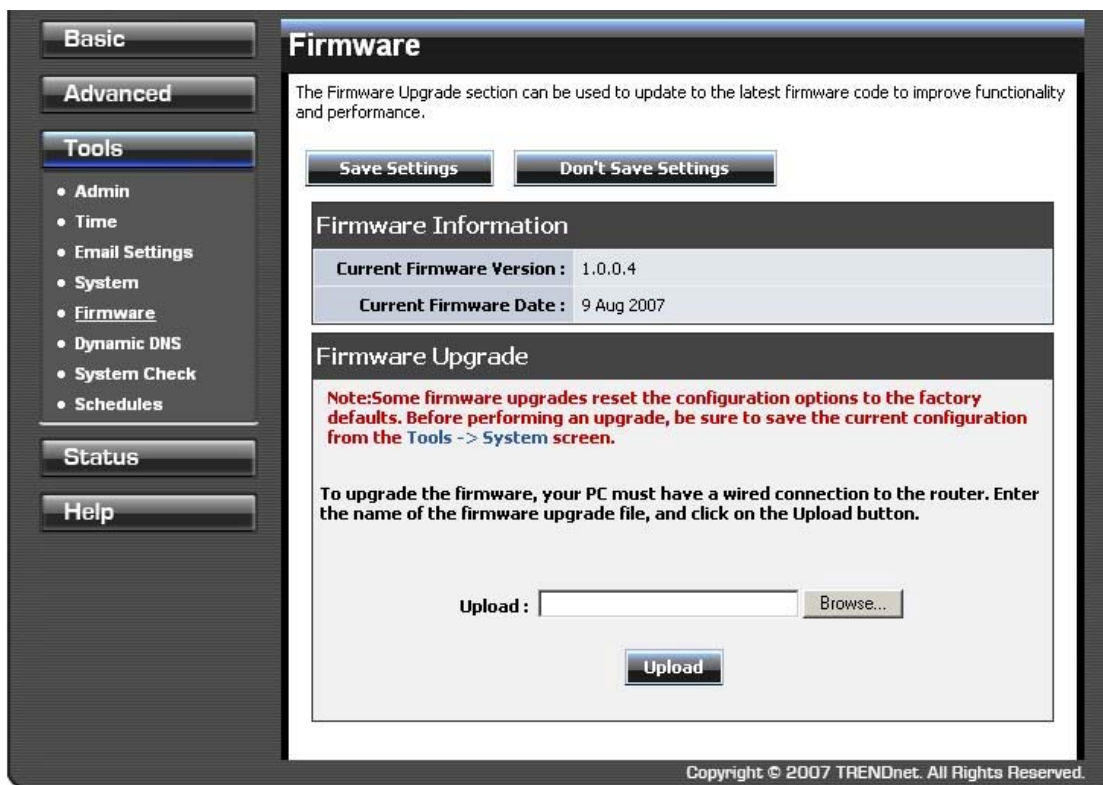 Basic
Advanced
Tools
• Admin
• Time
• Email Settings
• System
• Firmware
• Dynamic DNS
• System Check
• Schedules
Status
Help
Firmware
The Firmware Upgrade section can be used to update to the latest firmware code to improve functionality
and performance.
Save Settings
Don't Save Settings
Firmware Information
Current Firmware Version : 1.0.0.4
Current Firmware Date : 9 Aug 2007
Firmware Upgrade
Note:Some firmware upgrades reset the configuration options to the factory
defaults. Before performing an upgrade, be sure to save the current configuration
from the Tools -> System screen.
To upgrade the firmware, your PC must have a wired connection to the router. Enter
the name of the firmware upgrade file, and click on the Upload button.
Upload : Browse...
Upload
Copyright © 2007 TRENDnet. All Rights Reserved.